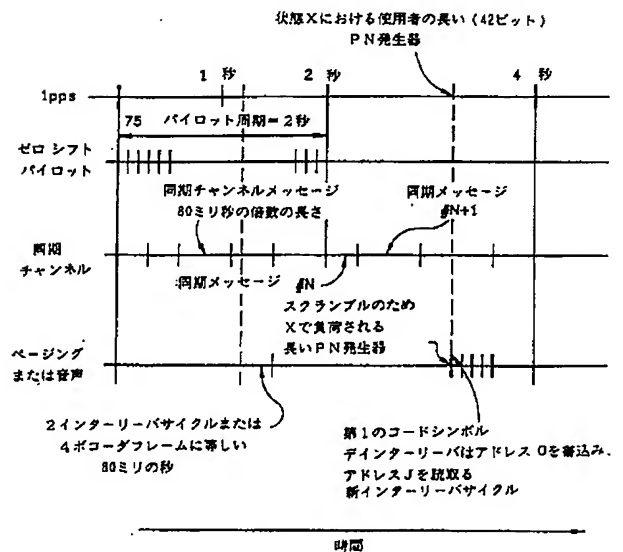 状態Xにおける使用者の長い（42ビット）
PN発生器
1 秒
2 秒
4 秒
1pps
75 パイロット周期＝2秒
ゼロ シフト
パイロット
同期チャンネルメッセージ
80ミリ秒の倍数の長さ
同期メッセージ
#N+1
同期
チャンネル
同期メッセージ
#N
スクランブルのため
Xで負荷される
長いPN発生器
ページング
または音声
2インターリーバサイクルまたは
4ボコーダフレームに等しい
80ミリの秒
第1のコードシンボル
デインターリーバはアドレス 0を書込み、
アドレスJを読取る
新インターリーバサイクル
時間